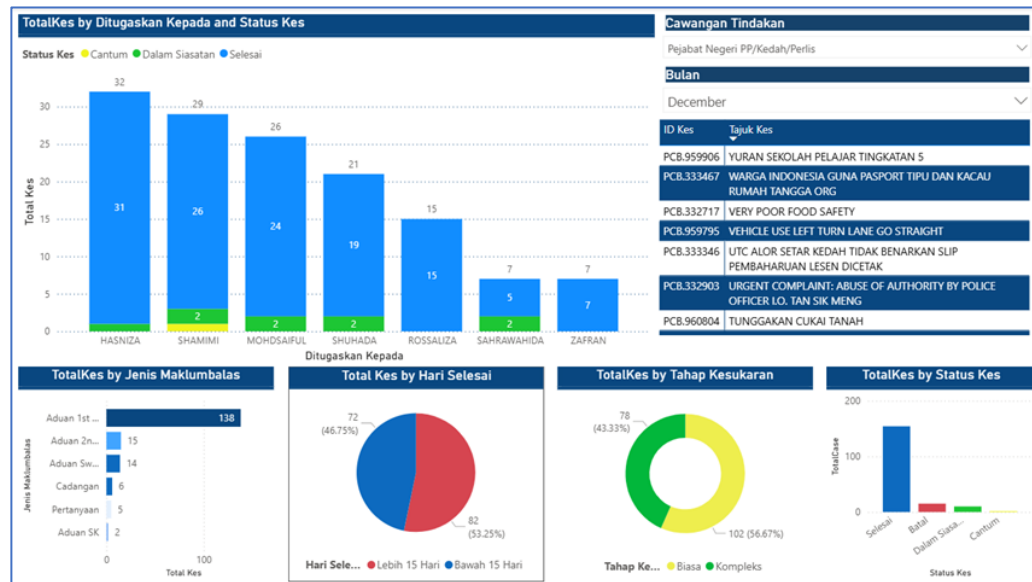 TotalKes by Ditugaskan Kepada and Status Kes
Status Kes Cantum Dalam Siasatan Selesai
Total Kes
30
25
20
15
10
5
0
32
31
29
26
2
26
24
2
21
19
2
15
15
7
5
2
7
7
HASNIZA SHAMIMI MOHDSAIFUL SHUHADA ROSSALIZA SAHRAWAHIDA ZAFRAN
Ditugaskan Kepada
Cawangan Tindakan
Pejabat Negeri PP/Kedah/Perlis
Bulan
December
ID Kes Tajuk Kes
PCB.959906 YURAN SEKOLAH PELAJAR TINGKATAN 5
PCB.333467 WARGA INDONESIA GUNA PASPORT TIPU DAN KACAU
RUMAH TANGGA ORG
PCB.332717 VERY POOR FOOD SAFETY
PCB.959795 VEHICLE USE LEFT TURN LANE GO STRAIGHT
PCB.333346 UTC ALOR SETAR KEDAH TIDAK BENARKAN SLIP
PEMBAHARUAN LESEN DICETAK
PCB.332903 URGENT COMPLAINT: ABUSE OF AUTHORITY BY POLICE
OFFICER I.O. TAN SIK MENG
PCB.960804 TUNGGAKAN CUKAI TANAH
TotalKes by Jenis Maklumbalas
Jenis Maklumbalas
Aduan 1st ... 138
Aduan 2n... 15
Aduan Sw... 14
Cadangan 6
Pertanyaan 5
Aduan SK 2
0 100
Total Kes
Total Kes by Hari Selesai
72
(46.75%)
82
(53.25%)
Hari Sele... Lebih 15 Hari Bawah 15 Hari
TotalKes by Tahap Kesukaran
78
(43.33%)
102 (56.67%)
Tahap Ke... Biasa Kompleks
TotalKes by Status Kes
TotalCase
200
100
0
Selesai Batal Dalam Siasa... Cantum
Status Kes